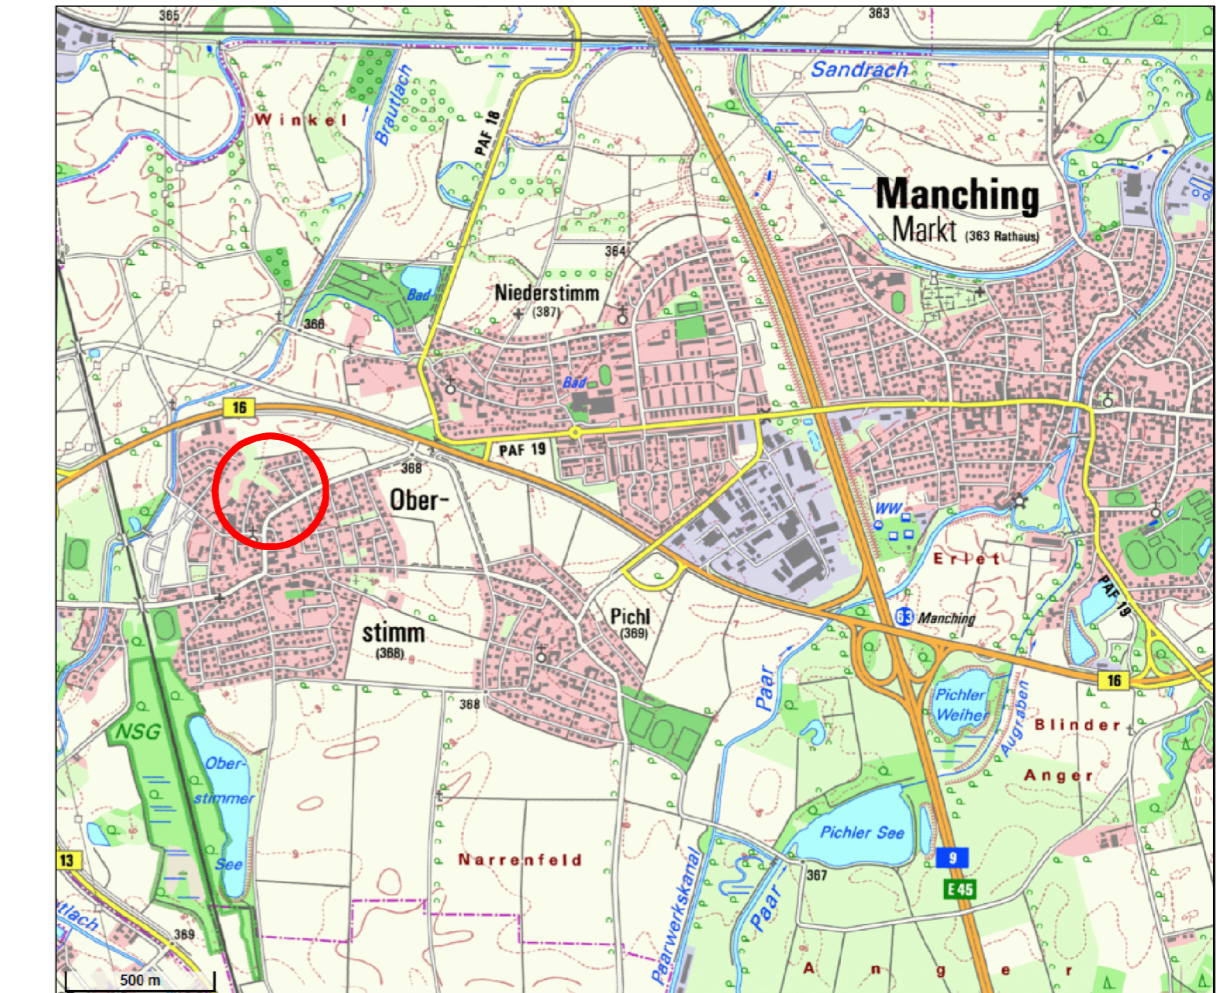 365
363
Sandrach
Winkel
Brautlach
PAF 18
Manching
Markt (363 Rathaus)
364
Bad
Niederstimm
(387)
366
Bad
16
PAF 19
368
Ober-
WW
Erlet
PAF 19
Pichl
(369)
63 Manching
stimm
(368)
Paar
16
Pichler
Weiher
Augraben
Blinder
368
NSG
Ober-
stimmer
See
Anger
Pichler See
13
Narrenfeld
9
367
E 45
Paarwerkskanal
Paar
369
Anger
500 m